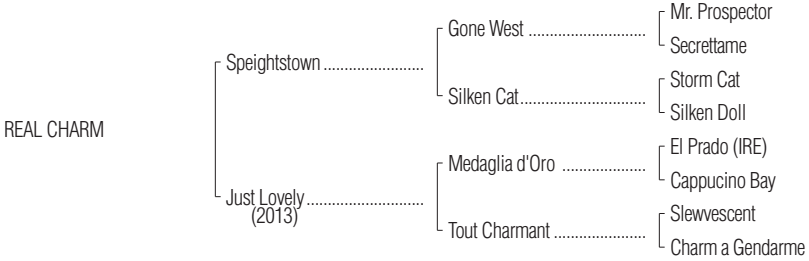 Mr. Prospector
Gone West ..............................
Secrettame
Speightstown ..........................
Storm Cat
Silken Cat.................................
Silken Doll
REAL CHARM
El Prado (IRE)
Medaglia d'Oro ......................
Cappucino Bay
Just Lovely..............................
(2013)
Slewvescent
Tout Charmant ........................
Charm a Gendarme